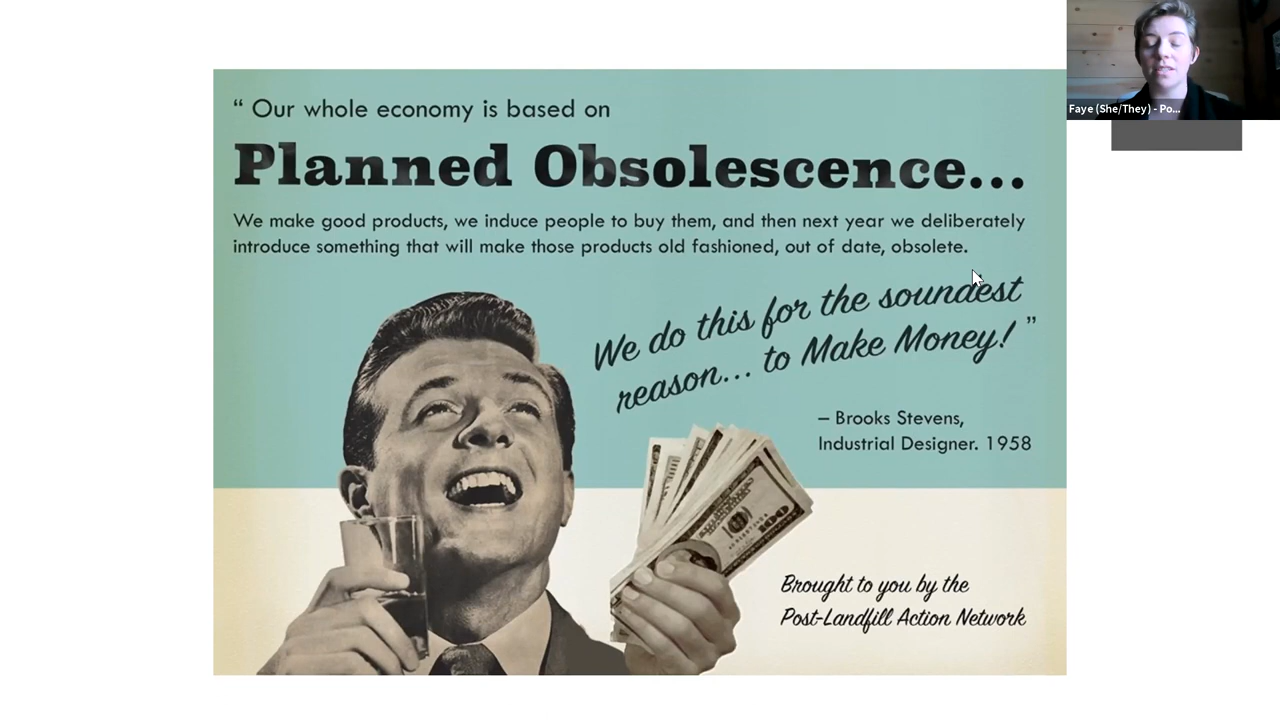 “ Our whole economy is based on
Planned Obsolescence...
We make good products, we induce people to buy them, and then next year we deliberately
introduce something that will make those products old fashioned, out of date, obsolete.
We do this for the soundest
reason... to Make Money! ”
– Brooks Stevens,
Industrial Designer. 1958
100
Brought to you by the
Post-Landfill Action Network
Faye (She/They) - Po...